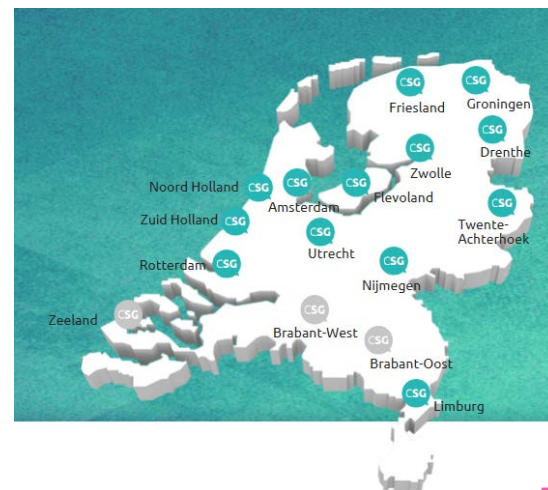 CSG
Friesland
CSG
Groningen
CSG
Drenthe
CSG
Zwolle
Noord Holland
CSG
CSG
Amsterdam
CSG
Flevoland
CSG
Twente-
Achterhoek
Zuid Holland
CSG
CSG
Utrecht
Rotterdam
CSG
CSG
Nijmegen
Zeeland
CSG
CSG
Brabant-West
CSG
Brabant-Oost
CSG
Limburg